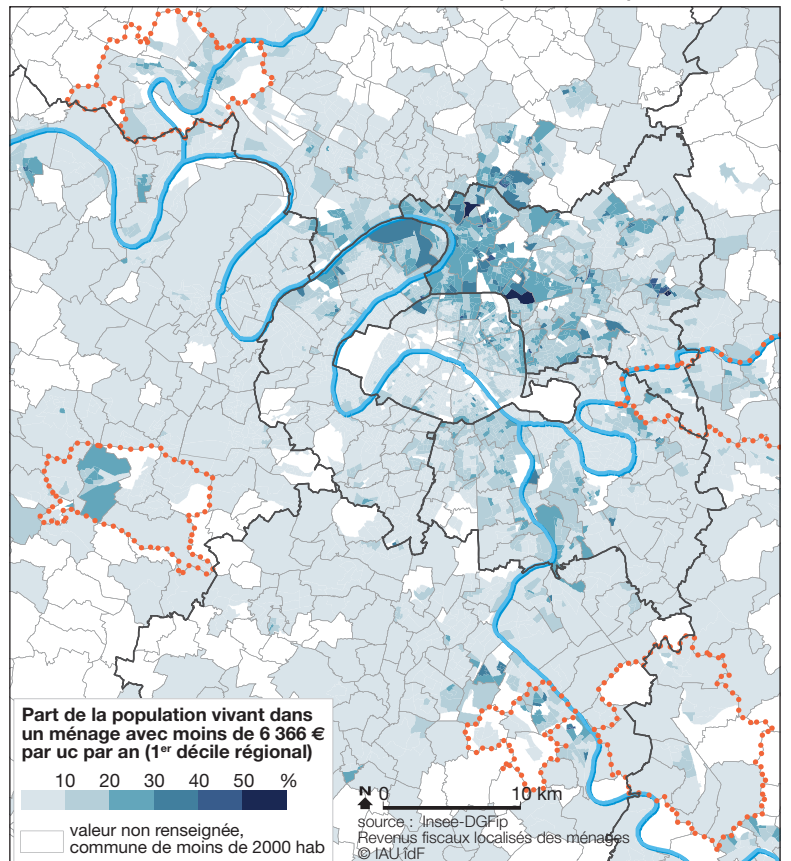 Part de la population vivant dans
un ménage avec moins de 6 366 €
par uc par an (1er décile régional)
10 20 30 40 50 %
valeur non renseignée,
commune de moins de 2000 hab
N 0 10 km
source : Insee-DGFip
Revenus fiscaux localisés des ménages
© IAU îdF